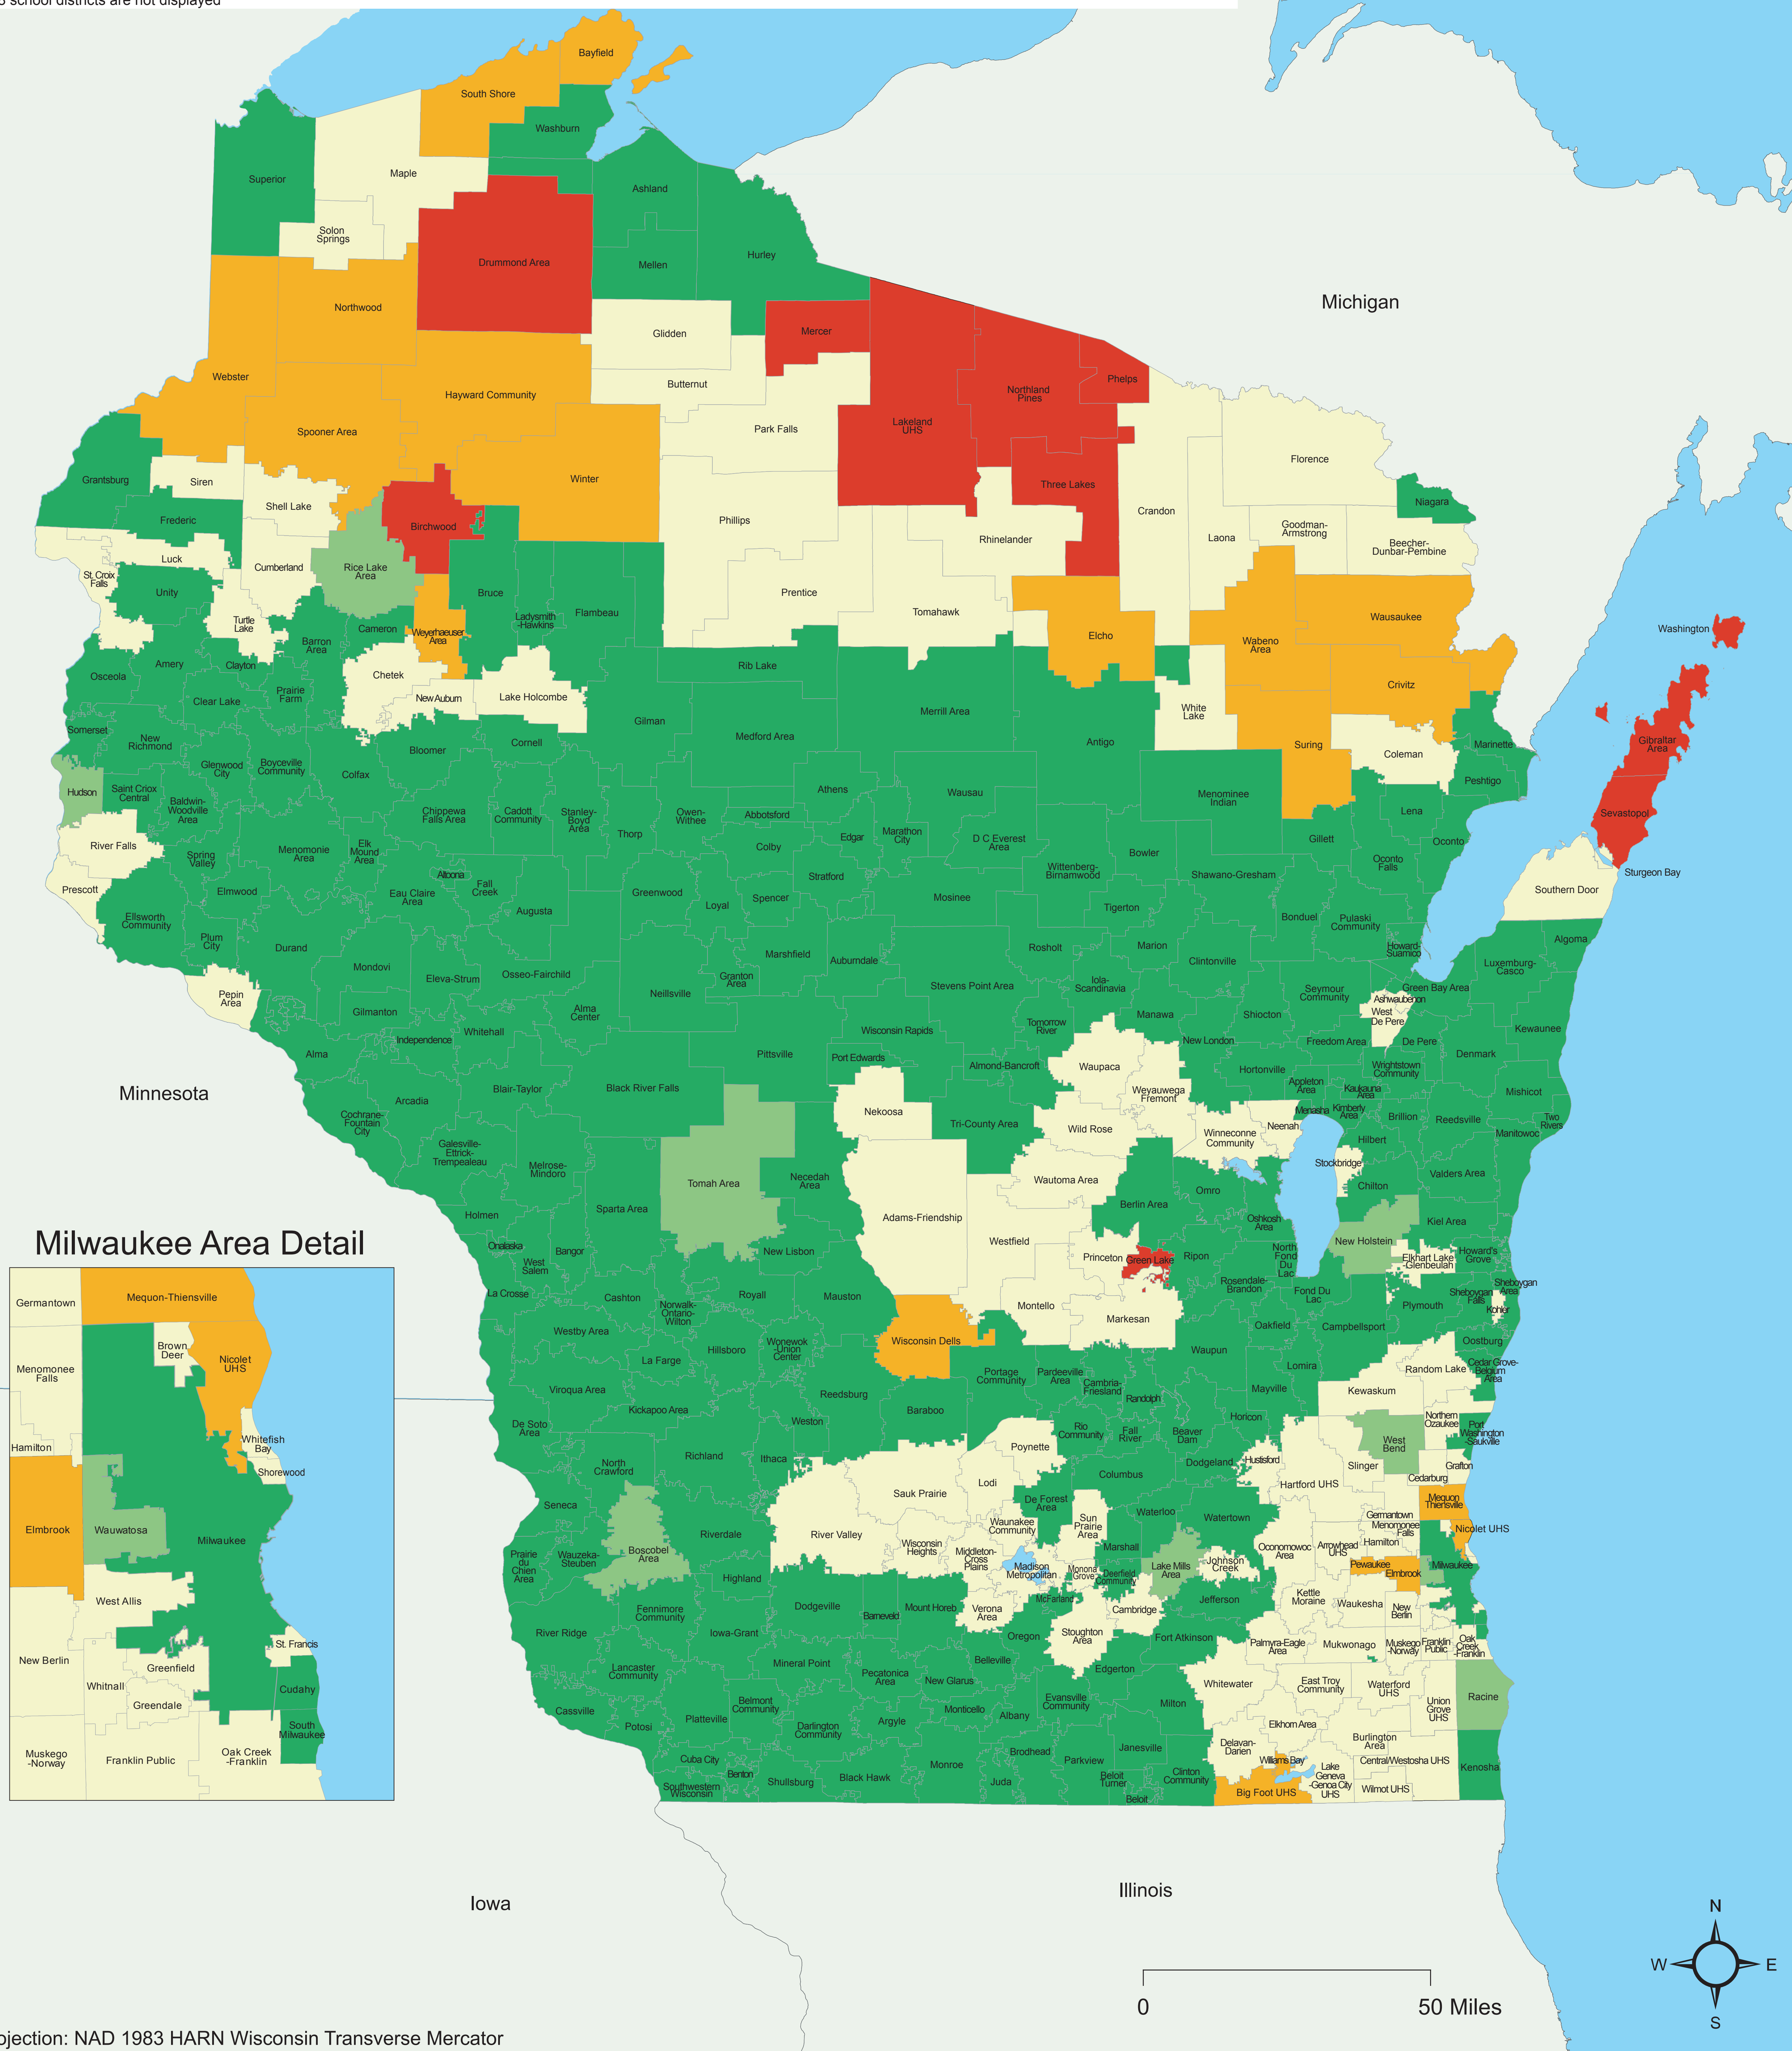 8 school districts are not displayed
Bayfield
South Shore
Washburn
Maple
Superior
Ashland
Solon
Springs
Hurley
Drummond Area
Mellen
Michigan
Northwood
Mercer
Glidden
Webster
Phelps
Butternut
Northland
Pines
Hayward Community
Lakeland
UHS
Park Falls
Spooner Area
Florence
Grantsburg
Siren
Winter
Three Lakes
Niagara
Shell Lake
Crandon
Frederic
Birchwood
Phillips
Goodman-
Armstrong
Laona
Rhinelander
Beecher-
Dunbar-Pembine
Luck
St. Croix
Falls
Cumberland
Rice Lake
Area
Unity
Bruce
Prentice
Turtle
Lake
Ladysmith
-Hawkins
Flambeau
Tomahawk
Wausaukee
Washington
Cameron
Weyerhaeuser
Area
Barron
Area
Elcho
Wabeno
Area
Amery
Clayton
Rib Lake
Osceola
Chetek
Crivitz
Clear Lake
Prairie
Farm
New Auburn
Lake Holcombe
White
Lake
Merrill Area
Gilman
Somerset
New
Richmond
Medford Area
Antigo
Suring
Marinette
Gibraltar
Area
Bloomer
Cornell
Coleman
Glenwood
City
Boyceville
Community
Colfax
Peshtigo
Hudson
Saint Criox
Central
Baldwin-
Woodville
Area
Athens
Wausau
Menominee
Indian
Chippewa
Falls Area
Cadott
Community
Stanley-
Boyd
Area
Owen-
Withee
Abbotsford
Lena
Sevastopol
Thorp
Edgar
Marathon
City
D C Everest
Area
Gillett
Oconto
River Falls
Spring
Valley
Menomonie
Area
Elk
Mound
Area
Colby
Bowler
Oconto
Falls
Prescott
Elmwood
Altoona
Eau Claire
Area
Fall
Creek
Stratford
Wittenberg-
Birnamwood
Shawano-Gresham
Sturgeon Bay
Southern Door
Greenwood
Loyal
Spencer
Mosinee
Augusta
Tigerton
Bonduel
Pulaski
Community
Ellsworth
Community
Plum
City
Durand
Marshfield
Auburndale
Rosholt
Marion
Howard-
Suamico
Algoma
Mondovi
Eleva-Strum
Osseo-Fairchild
Granton
Area
Clintonville
Luxemburg-
Casco
Neillsville
Stevens Point Area
Iola-
Scandinavia
Seymour
Community
Green Bay Area
Pepin
Area
Gilmanton
Alma
Center
Ashwaubenon
West
De Pere
Whitehall
Independence
Wisconsin Rapids
Tomorrow
River
Manawa
Shiocton
Kewaunee
Alma
Pittsville
Port Edwards
New London
Freedom Area
De Pere
Denmark
Almond-Bancroft
Waupaca
Hortonville
Wrightstown
Community
Minnesota
Arcadia
Blair-Taylor
Black River Falls
Weyauwega
Fremont
Appleton
Area
Kaukauna
Area
Mishicot
Cochrane-
Fountain
City
Nekoosa
Tri-County Area
Wild Rose
Winneconne
Community
Neenah
Menasha
Kimberly
Area
Brillion
Reedsville
Two
Rivers
Manitowoc
Galesville-
Ettrick-
Trempealeau
Melrose-
Mindoro
Tomah Area
Necedah
Area
Wautoma Area
Hilbert
Stockbridge
Chilton
Valders Area
Holmen
Sparta Area
Adams-Friendship
Berlin Area
Omro
Oshkosh
Area
New Holstein
Kiel Area
Onalaska
Bangor
West
Salem
New Lisbon
Westfield
Princeton
Green Lake
Ripon
North
Fond
Du
Lac
Elkhart Lake
-Glenbeulah
Howard's
Grove
La Crosse
Cashton
Norwalk-
Ontario-
Wilton
Royall
Mauston
Montello
Rosendale-
Brandon
Fond Du
Lac
Plymouth
Sheboygan
Falls
Sheboygan
Area
Kohler
Westby Area
Hillsboro
Wonewok
-Union
Center
Wisconsin Dells
Markesan
Oakfield
Campbellsport
Oostburg
La Farge
Waupun
Lomira
Random Lake
Cedar Grove-
Belgium
Area
Viroqua Area
Reedsburg
Portage
Community
Pardeeville
Area
Cambria-
Friesland
Randolph
Mayville
Kewaskum
Kickapoo Area
Baraboo
De Soto
Area
Weston
Rio
Community
Fall
River
Beaver
Dam
Horicon
Northern
Ozaukee
Port
Washington
-Saukville
West
Bend
North
Crawford
Richland
Ithaca
Poynette
Columbus
Dodgeland
Hustisford
Slinger
Grafton
Cedarburg
Hartford UHS
Lodi
Sauk Prairie
Seneca
De Forest
Area
Waterloo
Watertown
Mequon
Thiensville
Germantown
Menomonee
Falls
Nicolet UHS
Riverdale
River Valley
Wisconsin
Heights
Waunakee
Community
Sun
Prairie
Area
Marshall
Hamilton
Arrowhead
UHS
Oconomowoc
Area
Prairie
du
Chien
Area
Wauzeka-
Steuben
Boscobel
Area
Middleton-
Cross
Plains
Madison
Metropolitan
Monona
Grove
Deerfield
Community
Lake Mills
Area
Johnson
Creek
Pewaukee
Elmbrook
Milwaukee
Highland
McFarland
Kettle
Moraine
Waukesha
New
Berlin
Fennimore
Community
Dodgeville
Barneveld
Mount Horeb
Verona
Area
Cambridge
Jefferson
River Ridge
Iowa-Grant
Oregon
Stoughton
Area
Fort Atkinson
Palmyra-Eagle
Area
Mukwonago
Muskego
-Norway
Franklin
Public
Oak
Creek
-Franklin
Lancaster
Community
Mineral Point
Pecatonica
Area
Belleville
New Glarus
Edgerton
Whitewater
East Troy
Community
Waterford
UHS
Racine
Cassville
Potosi
Platteville
Belmont
Community
Darlington
Community
Argyle
Monticello
Albany
Evansville
Community
Milton
Union
Grove
UHS
Elkhorn Area
Burlington
Area
Cuba City
Brodhead
Parkview
Janesville
Delavan-
Darien
Williams Bay
Central/Westosha UHS
Kenosha
Southwestern
Wisconsin
Benton
Shullsburg
Black Hawk
Monroe
Juda
Beloit
Turner
Beloit
Clinton
Community
Big Foot UHS
Lake
Geneva
-Genoa City
UHS
Wilmot UHS
Milwaukee Area Detail
Germantown
Mequon-Thiensville
Brown
Deer
Nicolet
UHS
Menomonee
Falls
Hamilton
Whitefish
Bay
Shorewood
Elmbrook
Wauwatosa
Milwaukee
West Allis
New Berlin
St. Francis
Greenfield
Whitnall
Greendale
Cudahy
South
Milwaukee
Muskego
-Norway
Franklin Public
Oak Creek
-Franklin
Iowa
Illinois
N
W
E
S
0
50 Miles
ojection: NAD 1983 HARN Wisconsin Transverse Mercator